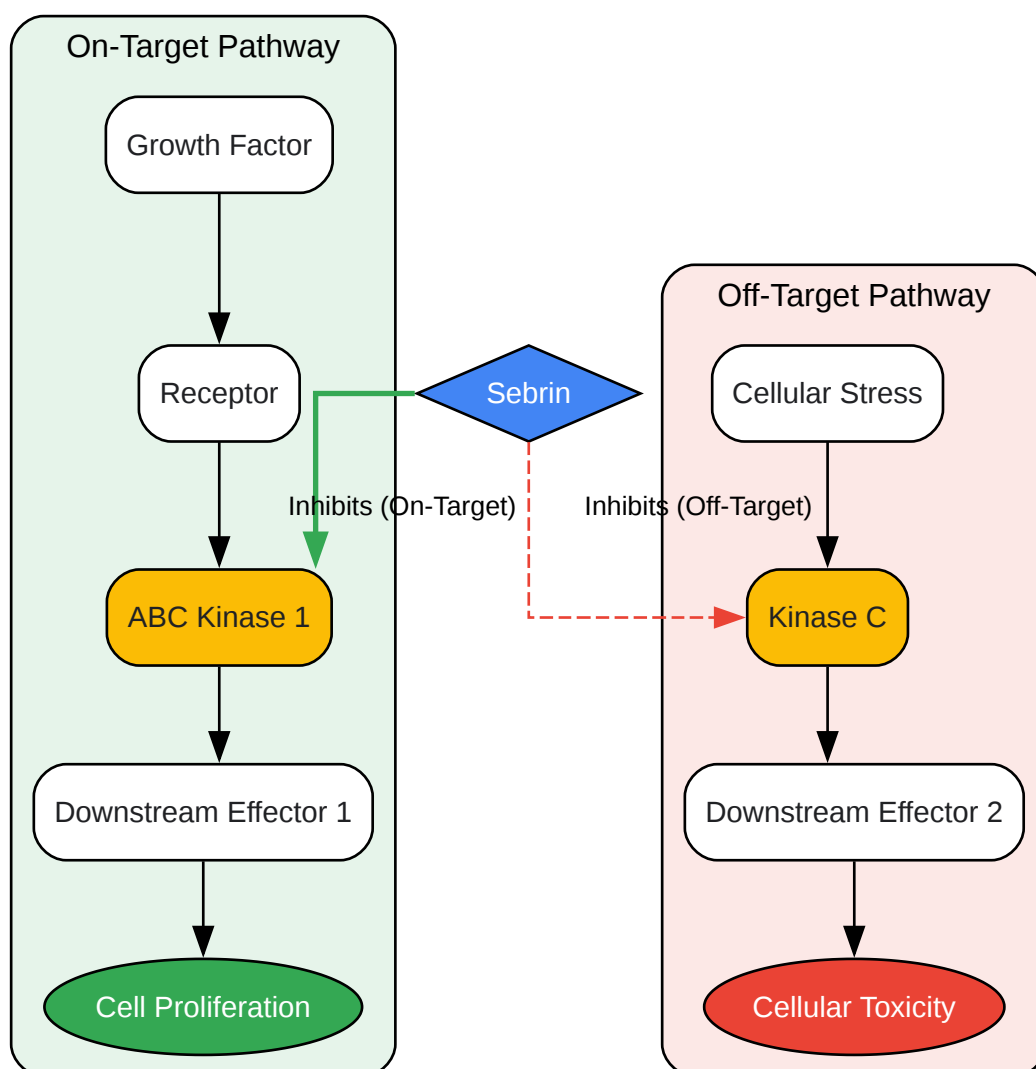 On-Target Pathway
Growth Factor
Off-Target Pathway
Receptor
Sebrin
Cellular Stress
Inhibits (On-Target)
Inhibits (Off-Target)
ABC Kinase 1
Kinase C
Downstream Effector 1
Downstream Effector 2
Cell Proliferation
Cellular Toxicity